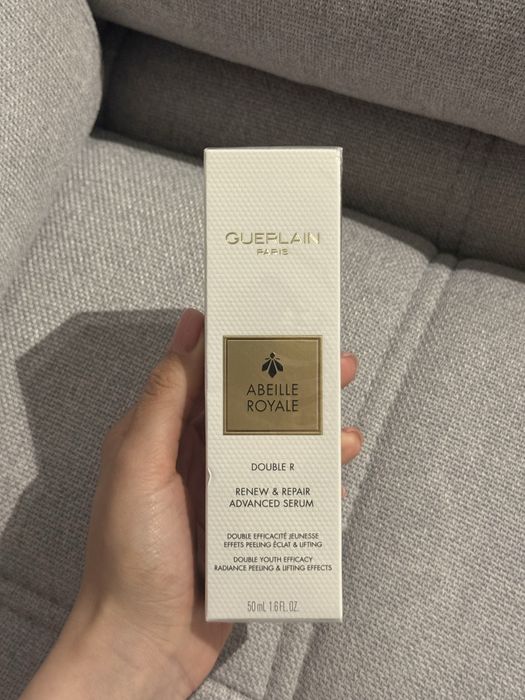 GUERLAIN
PARIS
ABEILLE
ROYALE
DOUBLE R
RENEW & REPAIR
ADVANCED SERUM
DOUBLE EFFICACITÉ JEUNESSE
EFFETS PEELING ÉCLAT & LIFTING
DOUBLE YOUTH EFFICACY
RADIANCE PEELING & LIFTING EFFECTS
50 mL 1.6 FL.OZ.